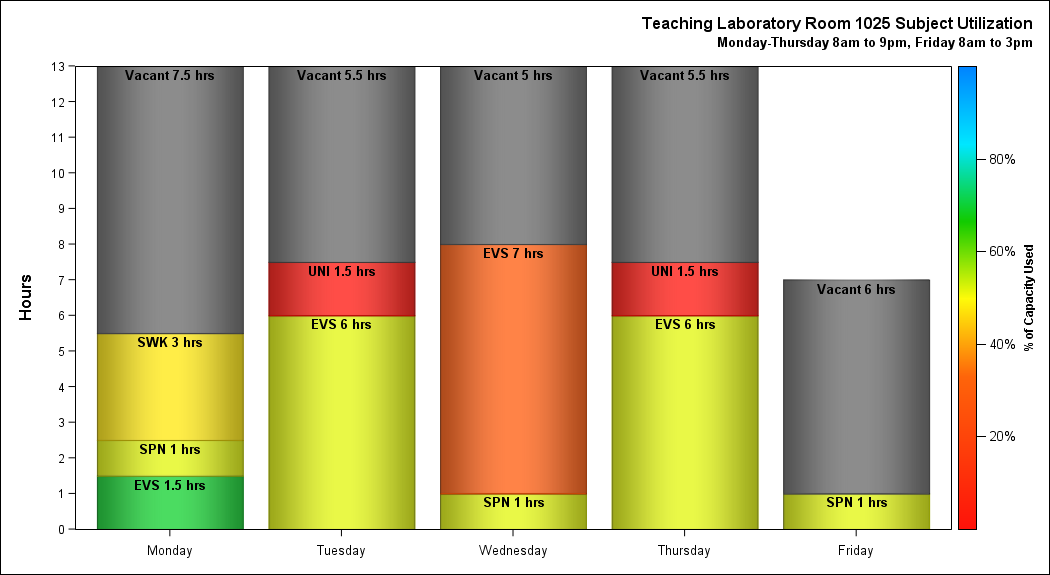 Teaching Laboratory Room 1025 Subject Utilization
Monday-Thursday 8am to 9pm, Friday 8am to 3pm
Hours
13
12
11
10
9
8
7
6
5
4
3
2
1
0
Vacant 7.5 hrs
SWK 3 hrs
SPN 1 hrs
EVS 1.5 hrs
Vacant 5.5 hrs
UNI 1.5 hrs
EVS 6 hrs
Vacant 5 hrs
EVS 7 hrs
SPN 1 hrs
Vacant 5.5 hrs
UNI 1.5 hrs
EVS 6 hrs
Vacant 6 hrs
SPN 1 hrs
Monday
Tuesday
Wednesday
Thursday
Friday
80%
60%
40%
20%
% of Capacity Used